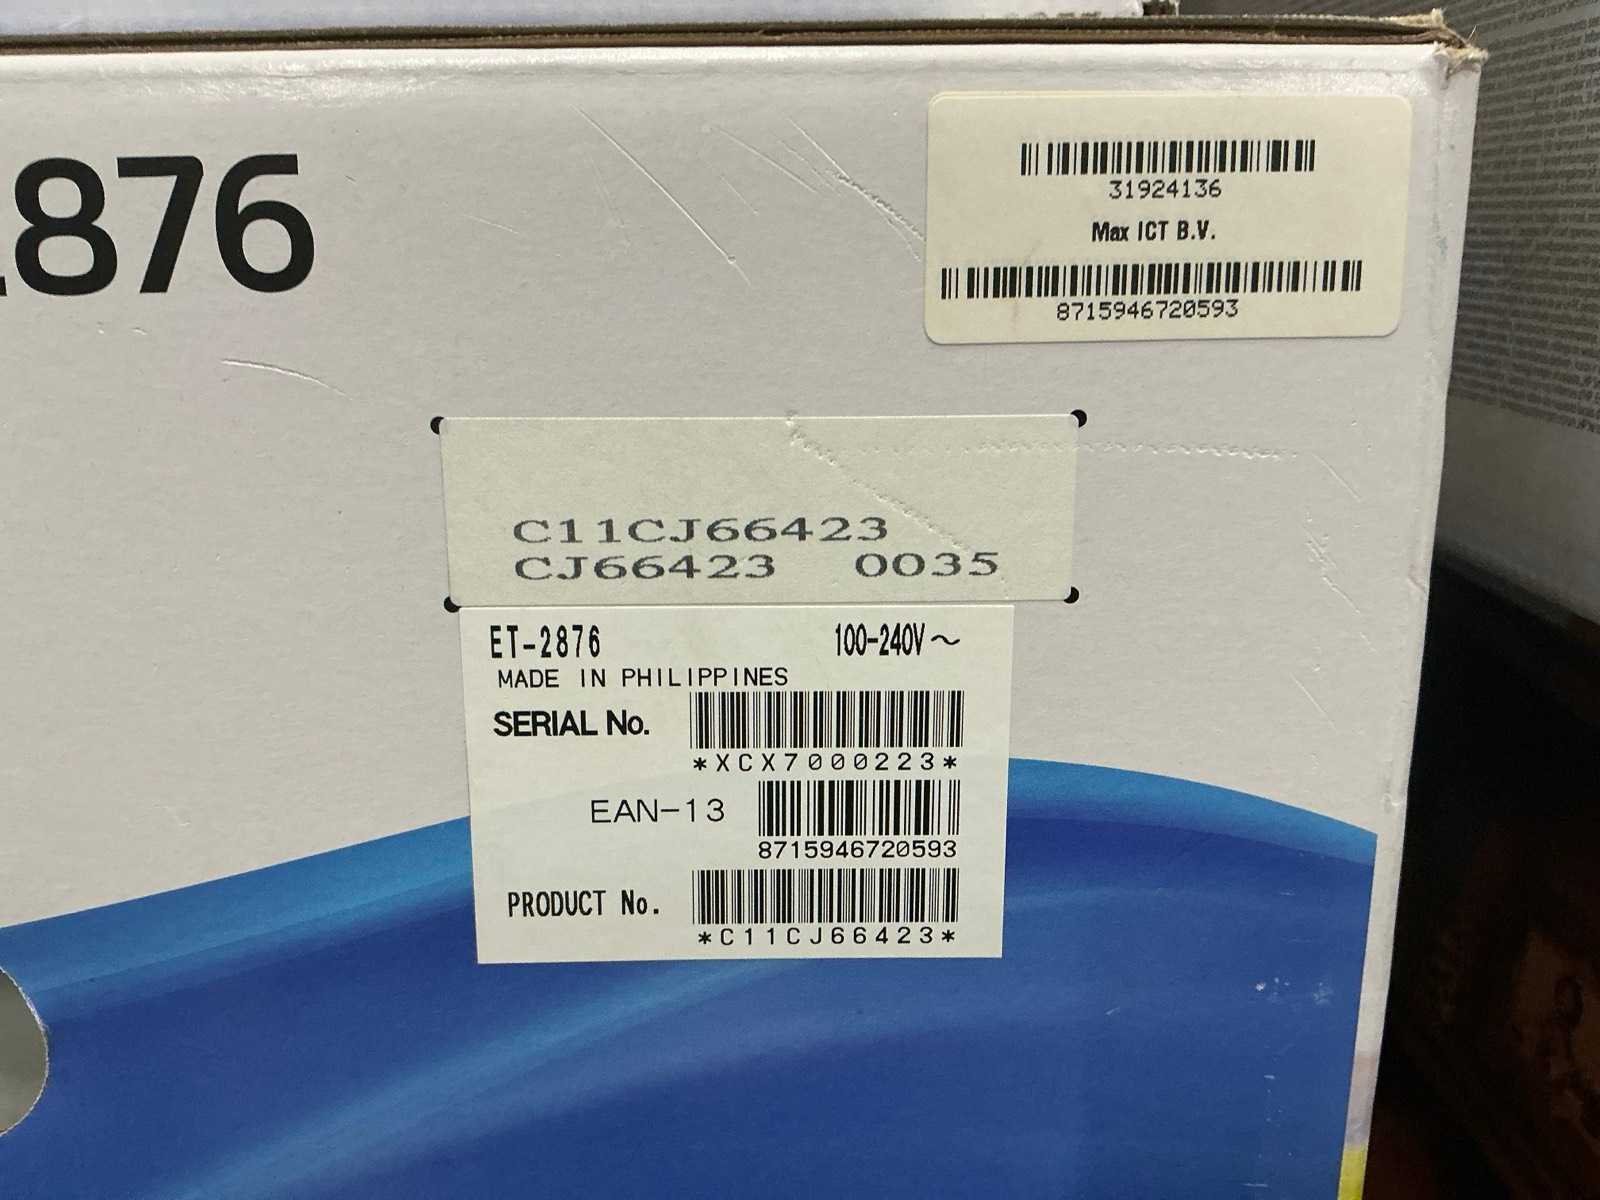 2876
31924136
Max ICT B.V.
8715946720593
C11CJ66423
CJ66423 0035
ET-2876 100-240V～
MADE IN PHILIPPINES
SERIAL No.
*XCX7000223*
EAN-13
8715946720593
PRODUCT No.
*C11CJ66423*